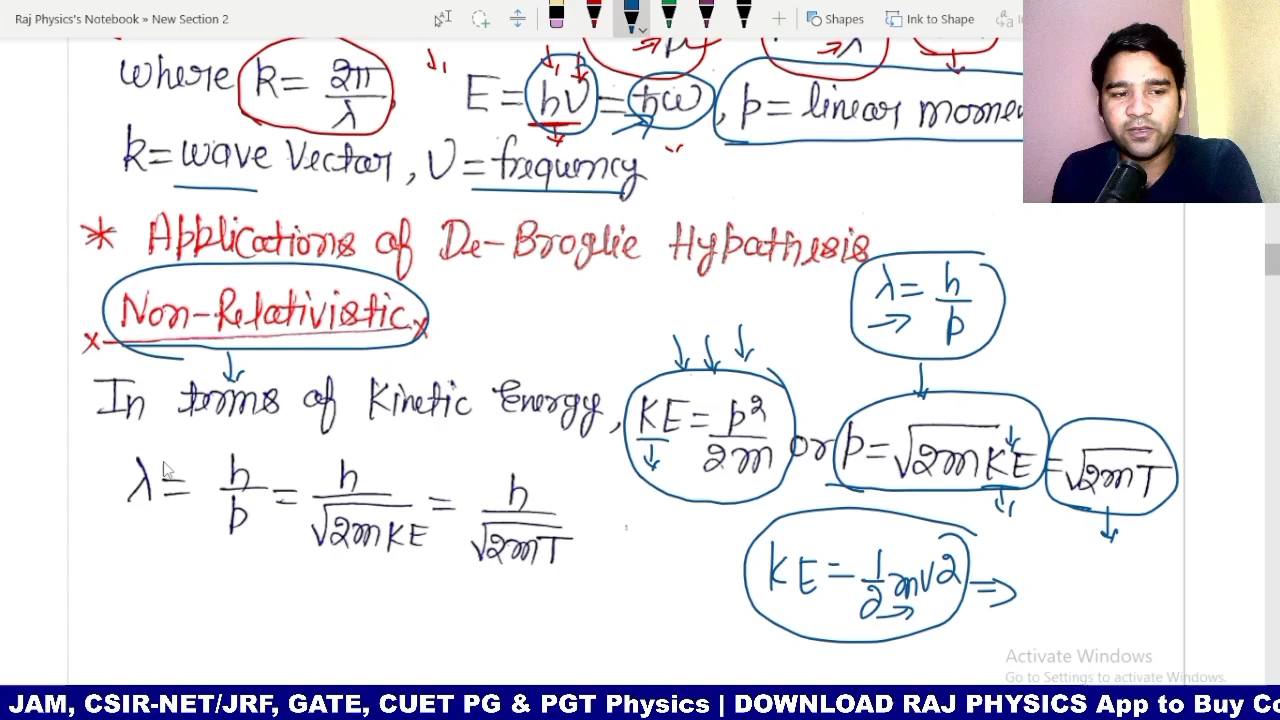 Raj Physics's Notebook » New Section 2
Shapes
Ink to Shape
where k = 2π/λ
E = hν = ħω, p = linear mome
k = wave Vectar, υ = frequency
* Applications of De-Broglie Hypothesis
Non-Relativistic
λ = h/p
In terms of Kinetic Energy, KE = p²/2m or p = √2mKE = √2mT
λ = h/p = h/√2mKE = h/√2mT
KE = 1/2 mv² ⇒
Activate Windows
Go to Settings to activate Windows.
JAM, CSIR-NET/JRF, GATE, CUET PG & PGT Physics | DOWNLOAD RAJ PHYSICS App to Buy Co